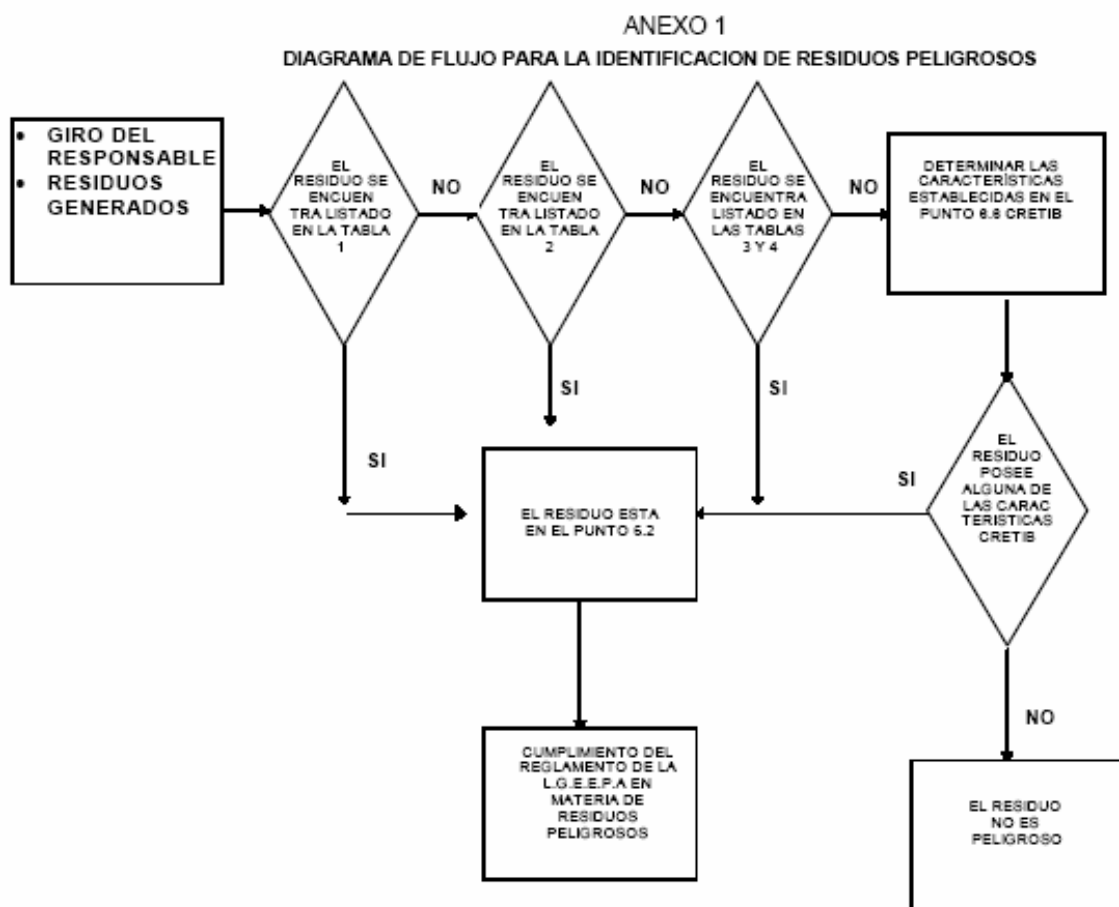 ANEXO 1
DIAGRAMA DE FLUJO PARA LA IDENTIFICACION DE RESIDUOS PELIGROSOS
• GIRO DEL
RESPONSABLE
• RESIDUOS
GENERADOS
EL
RESIDUO SE
ENCUEN
TRA LISTADO
EN LA TABLA
1
NO
EL
RESIDUO SE
ENCUEN
TRA LISTADO
EN LA TABLA
2
NO
EL
RESIDUO SE
ENCUENTRA
LISTADO EN
LAS TABLAS
3 Y 4
NO
DETERMINAR LAS
CARACTERÍSTICAS
ESTABLECIDAS EN EL
PUNTO 6.6 CRETIB
SI
SI
SI
EL RESIDUO ESTA
EN EL PUNTO 6.2
SI
EL
RESIDUO
POSEE
ALGUNA DE
LAS CARAC
TERISTICAS
CRETIB
NO
CUMPLIMIENTO DEL
REGLAMENTO DE LA
L.G.E.E.P.A EN
MATERIA DE
RESIDUOS
PELIGROSOS
EL RESIDUO
NO ES
PELIGROSO